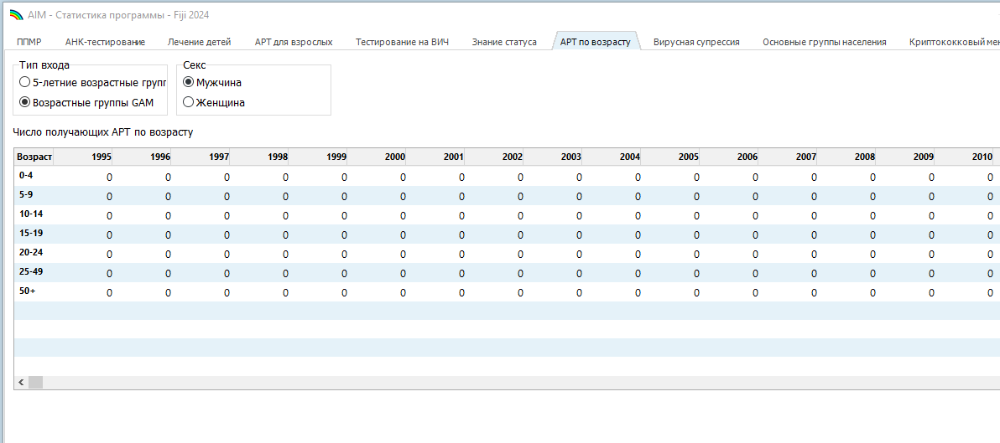 AIM - Статистика программы - Fiji 2024
ППМР АНК-тестирование Лечение детей АРТ для взрослых Тестирование на ВИЧ Знание статуса АРТ по возрасту Вирусная супрессия Основные группы населения Криптококковый мен
Тип входа Секс
5-летние возрастные групп Мужчина
Возрастные группы GAM Женщина
Число получающих АРТ по возрасту
Возраст 1995 1996 1997 1998 1999 2000 2001 2002 2003 2004 2005 2006 2007 2008 2009 2010
0-4 0 0 0 0 0 0 0 0 0 0 0 0 0 0 0 0
5-9 0 0 0 0 0 0 0 0 0 0 0 0 0 0 0 0
10-14 0 0 0 0 0 0 0 0 0 0 0 0 0 0 0 0
15-19 0 0 0 0 0 0 0 0 0 0 0 0 0 0 0 0
20-24 0 0 0 0 0 0 0 0 0 0 0 0 0 0 0 0
25-49 0 0 0 0 0 0 0 0 0 0 0 0 0 0 0 0
50+ 0 0 0 0 0 0 0 0 0 0 0 0 0 0 0 0